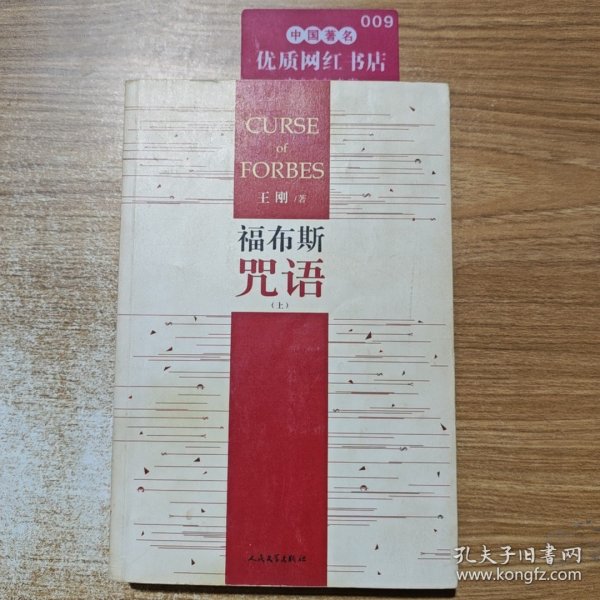 009
中国著名
优质网红书店
CURSE
of
FORBES
王刚/著
福布斯
咒语
(上)
人民文学出版社
孔夫子旧书网
www.kongfz.com